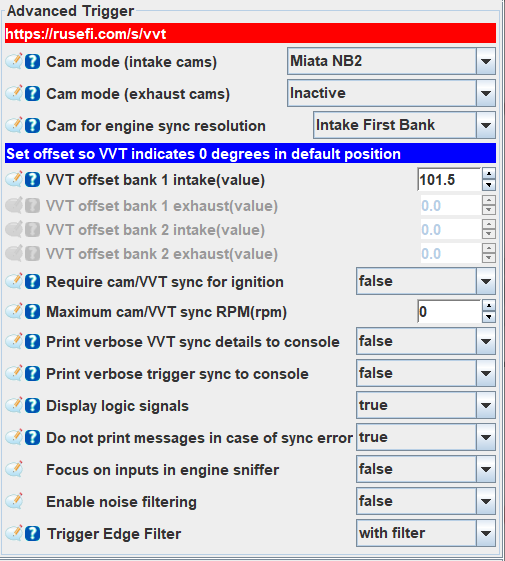 Advanced Trigger
https://rusefi.com/s/vvt
Cam mode (intake cams) Miata NB2
Cam mode (exhaust cams) Inactive
Cam for engine sync resolution Intake First Bank
Set offset so VVT indicates 0 degrees in default position
VVT offset bank 1 intake(value) 101.5
VVT offset bank 1 exhaust(value) 0.0
VVT offset bank 2 intake(value) 0.0
VVT offset bank 2 exhaust(value) 0.0
Require cam/VVT sync for ignition false
Maximum cam/VVT sync RPM(rpm) 0
Print verbose VVT sync details to console false
Print verbose trigger sync to console false
Display logic signals true
Do not print messages in case of sync error true
Focus on inputs in engine sniffer false
Enable noise filtering false
Trigger Edge Filter with filter